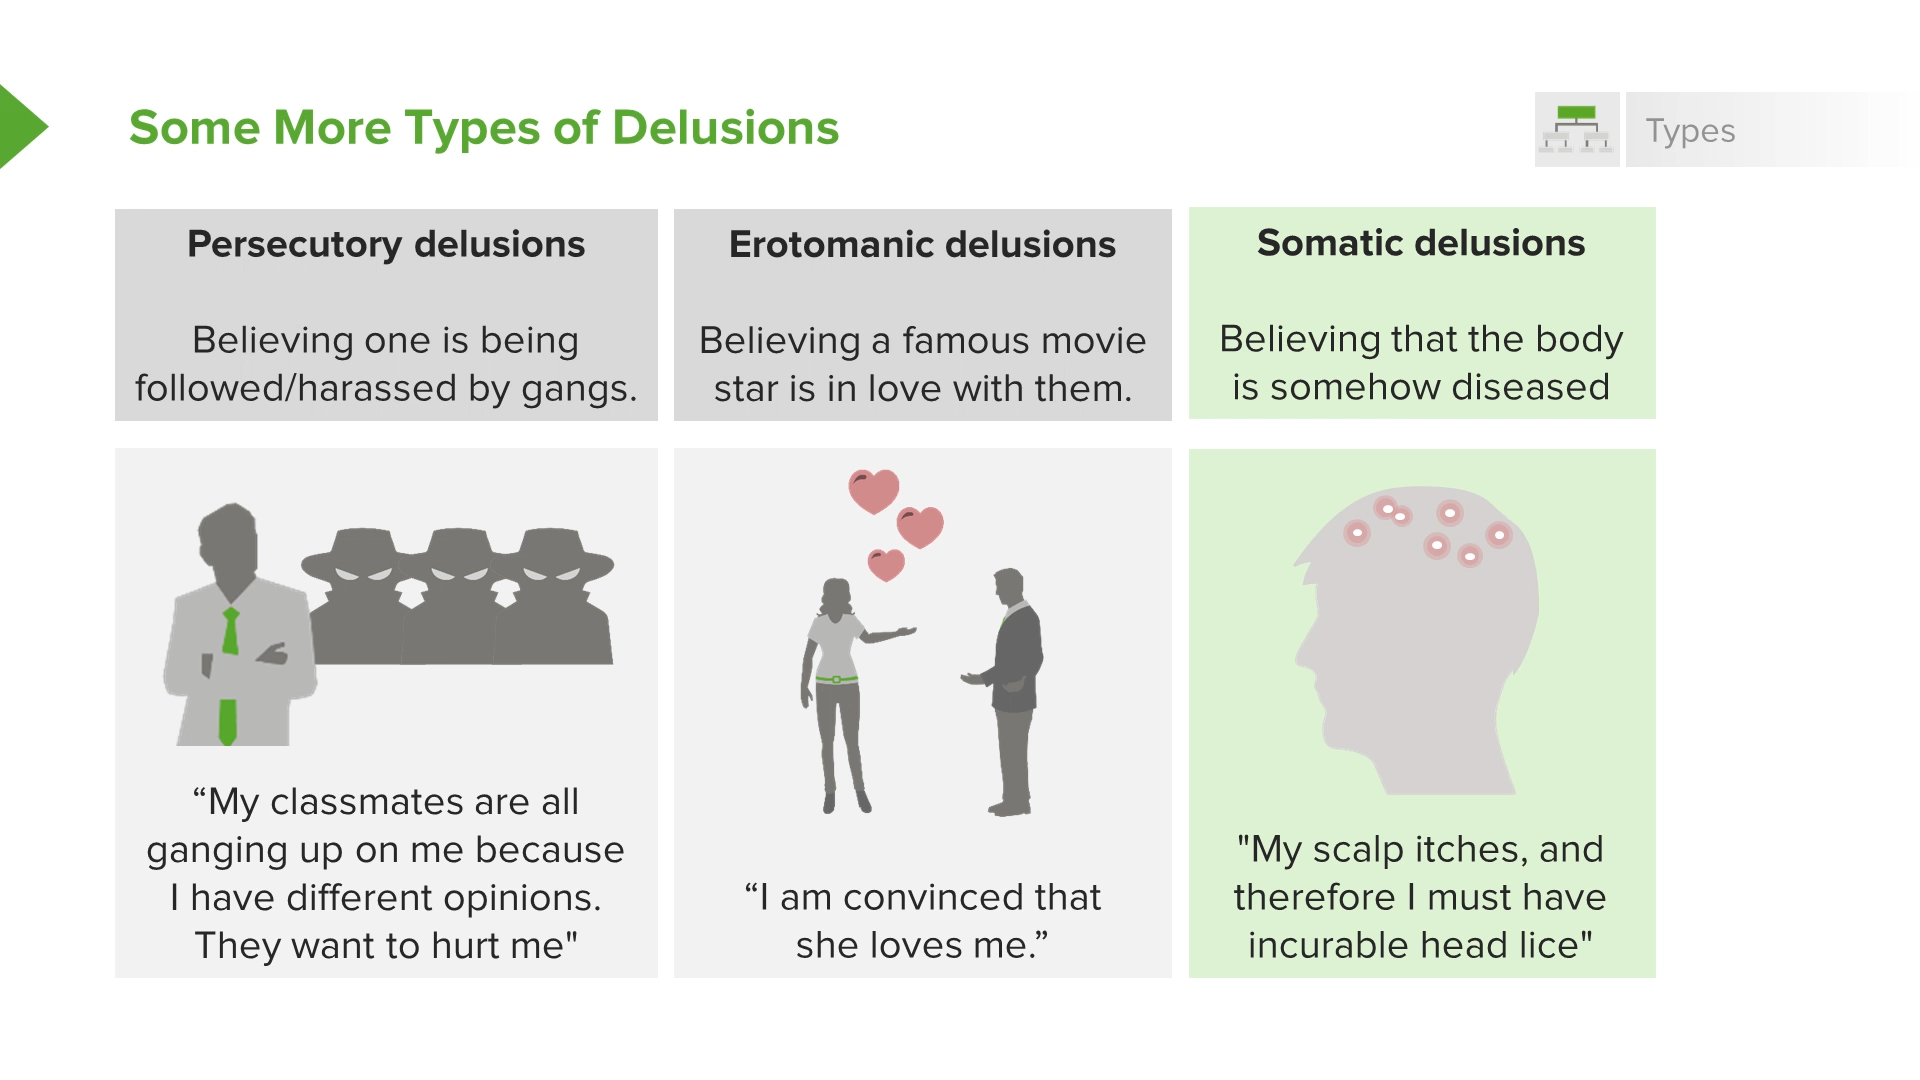 Some More Types of Delusions
Types
Persecutory delusions
Believing one is being
followed/harassed by gangs.
Erotomanic delusions
Believing a famous movie
star is in love with them.
Somatic delusions
Believing that the body
is somehow diseased
“My classmates are all
ganging up on me because
I have different opinions.
They want to hurt me"
“I am convinced that
she loves me.”
"My scalp itches, and
therefore I must have
incurable head lice"